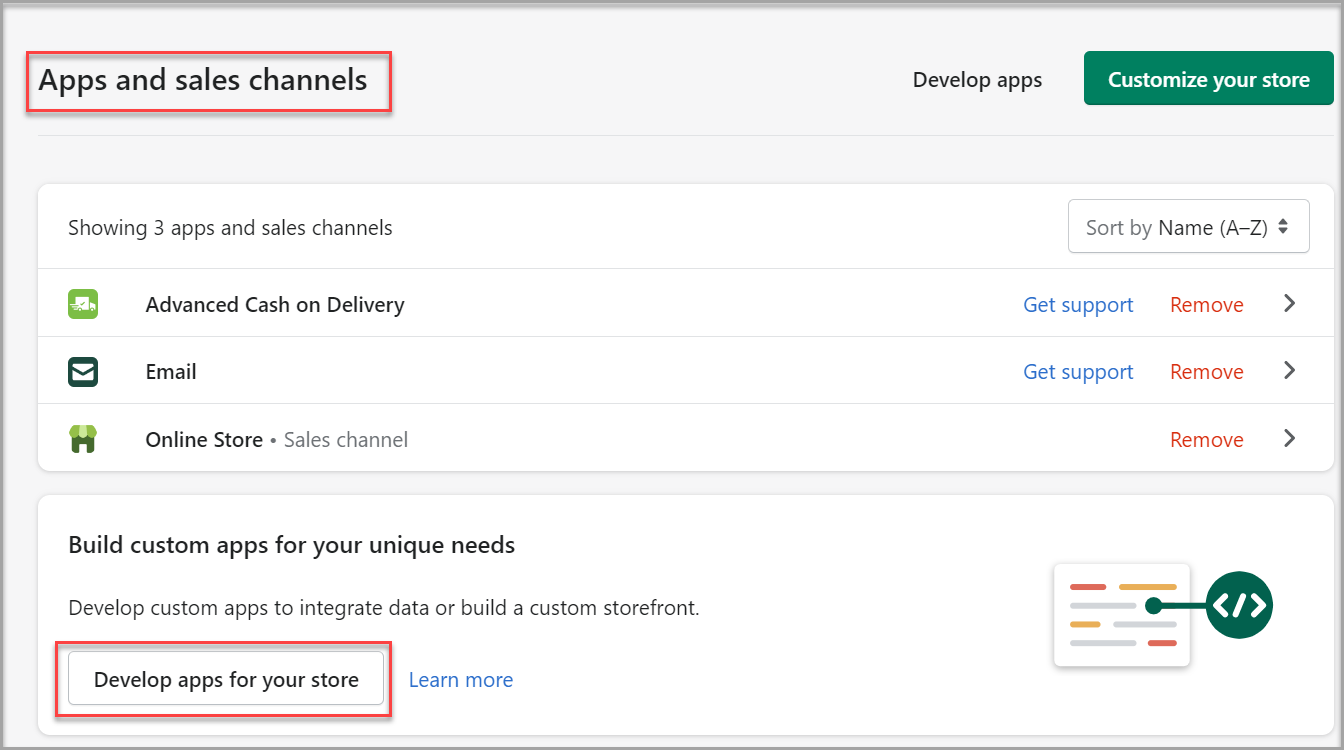 Apps and sales channels
Develop apps
Customize your store
Showing 3 apps and sales channels
Sort by Name (A–Z)
Advanced Cash on Delivery
Get support
Remove
Email
Get support
Remove
Online Store • Sales channel
Remove
Build custom apps for your unique needs
Develop custom apps to integrate data or build a custom storefront.
</>
Develop apps for your store
Learn more